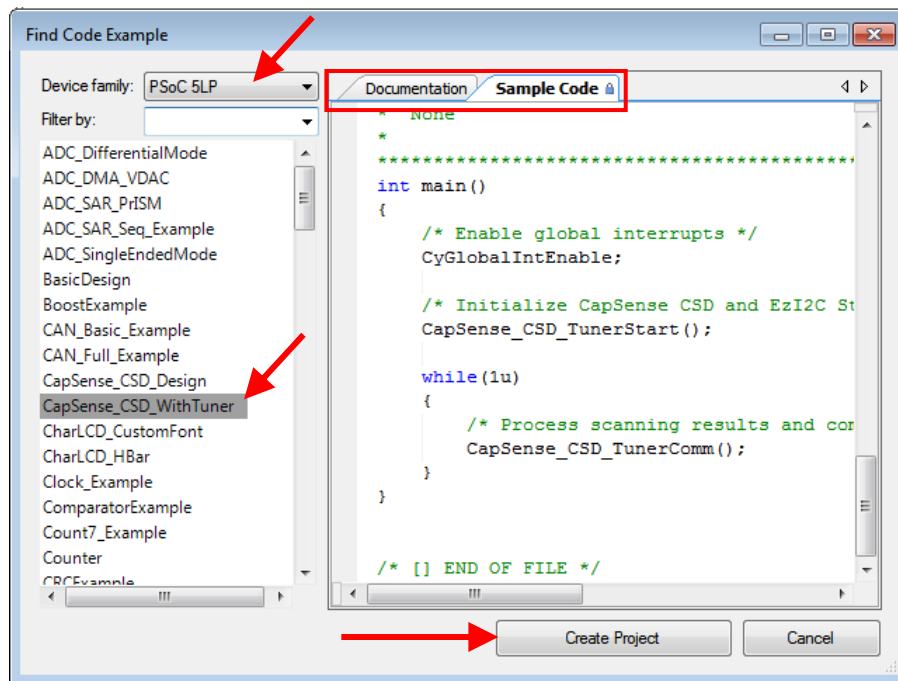 Find Code Example
Device family: PSoC 5LP
Filter by:
ADC_DifferentialMode
ADC_DMA_VDAC
ADC_SAR_PrISM
ADC_SAR_Seq_Example
ADC_SingleEndedMode
BasicDesign
BoostExample
CAN_Basic_Example
CAN_Full_Example
CapSense_CSD_Design
CapSense_CSD_WithTuner
CharLCD_CustomFont
CharLCD_HBar
Clock_Example
ComparatorExample
Count7_Example
Counter
CRCExample
Documentation Sample Code
* None
*
*******************************************
int main()
{
/* Enable global interrupts */
CyGlobalIntEnable;
/* Initialize CapSense CSD and EzI2C St
CapSense_CSD_TunerStart();
while(1u)
{
/* Process scanning results and com
CapSense_CSD_TunerComm();
}
}
/* [] END OF FILE */
Create Project Cancel